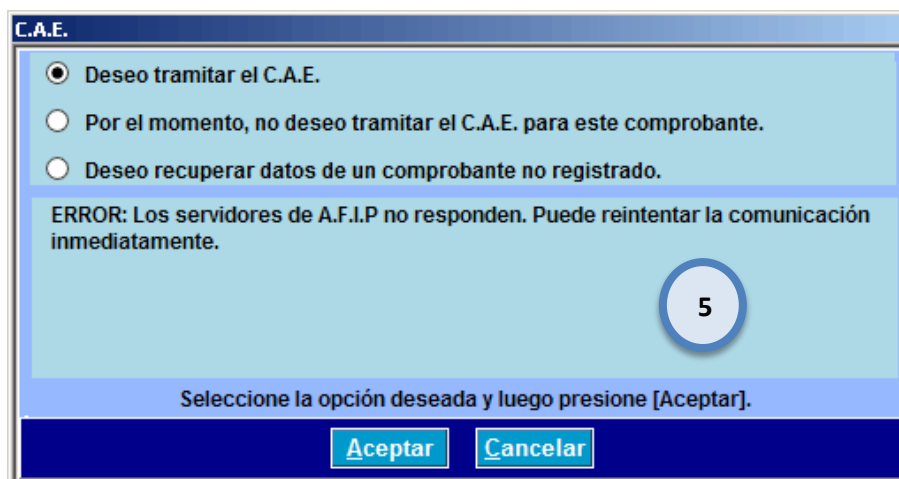 C.A.E.
Deseo tramitar el C.A.E.
Por el momento, no deseo tramitar el C.A.E. para este comprobante.
Deseo recuperar datos de un comprobante no registrado.
ERROR: Los servidores de A.F.I.P no responden. Puede reintentar la comunicación
inmediatamente.
5
Seleccione la opción deseada y luego presione [Aceptar].
Aceptar Cancelar